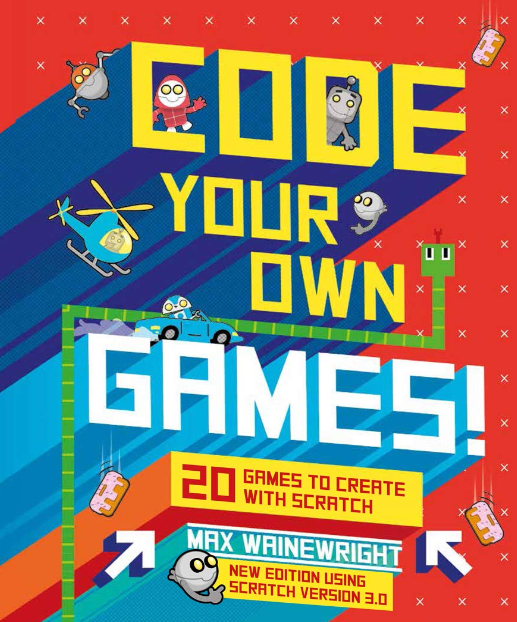 CODE
YOUR
OWN
GAMES!
20 GAMES TO CREATE
WITH SCRATCH
MAX WAINEWRIGHT
NEW EDITION USING
SCRATCH VERSION 3.0